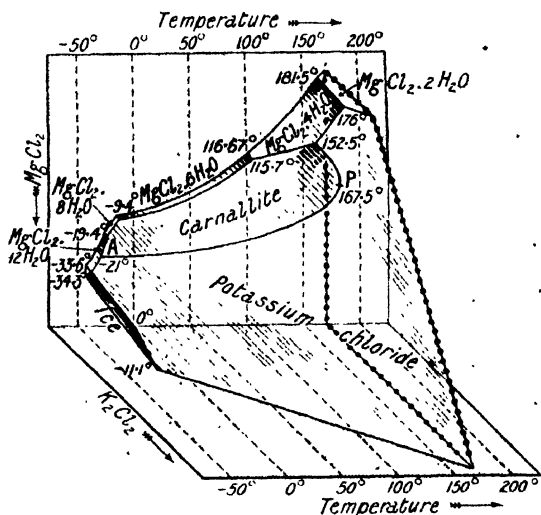 Temperature
-50° 0° 50° 100° 150° 200°
181·5°
MgCl₂.2H₂O
MgCl₂.4H₂O
176°
116·67°
MgCl₂.6H₂O
115·7°
152·5°
MgCl₂
MgCl₂.
8H₂O
-9·4°
P
167·5°
Carnallite
-19·4°
MgCl₂.
12H₂O
A
-21°
-33·6°
-34·3°
Ice
0°
Potassium
chloride
-11·1°
K₂Cl₂
-50° 0° 50° 100° 150° 200°
Temperature